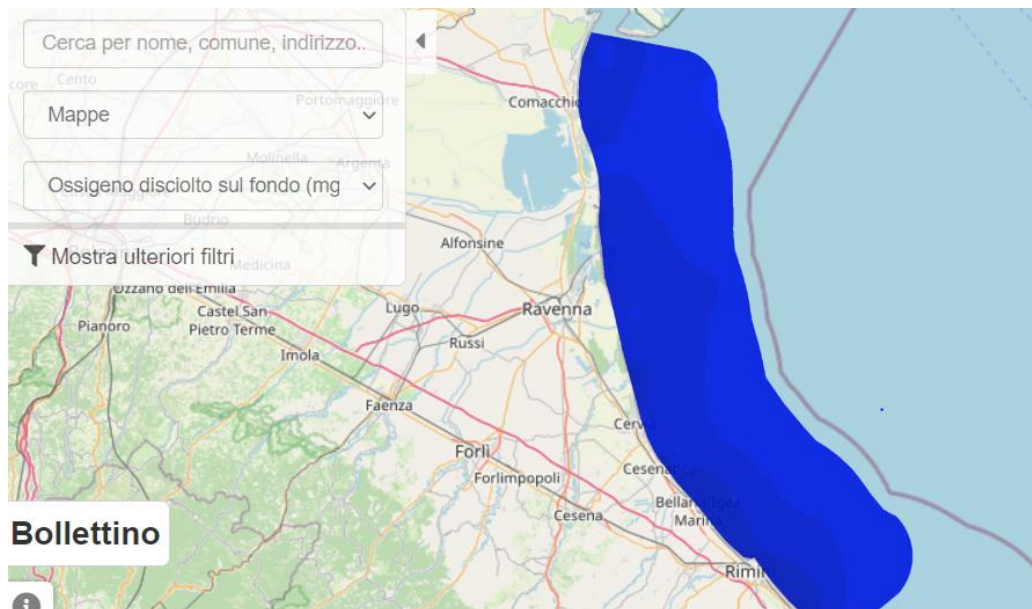 Cerca per nome, comune, indirizzo..
Cento
Portomaggiore
Comacchio
Mappe
Molinella
Argenta
Ossigeno disciolto sul fondo (mg
Budrio
Alfonsine
Mostra ulteriori filtri
Medicina
Ozzano dell'Emilia
Castel San
Pietro Terme
Lugo
Ravenna
Pianoro
Russi
Imola
Faenza
Cervia
Forlì
Cesenatico
Forlimpopoli
Bellaria-Igea
Marina
Cesena
Bollettino
Rimini